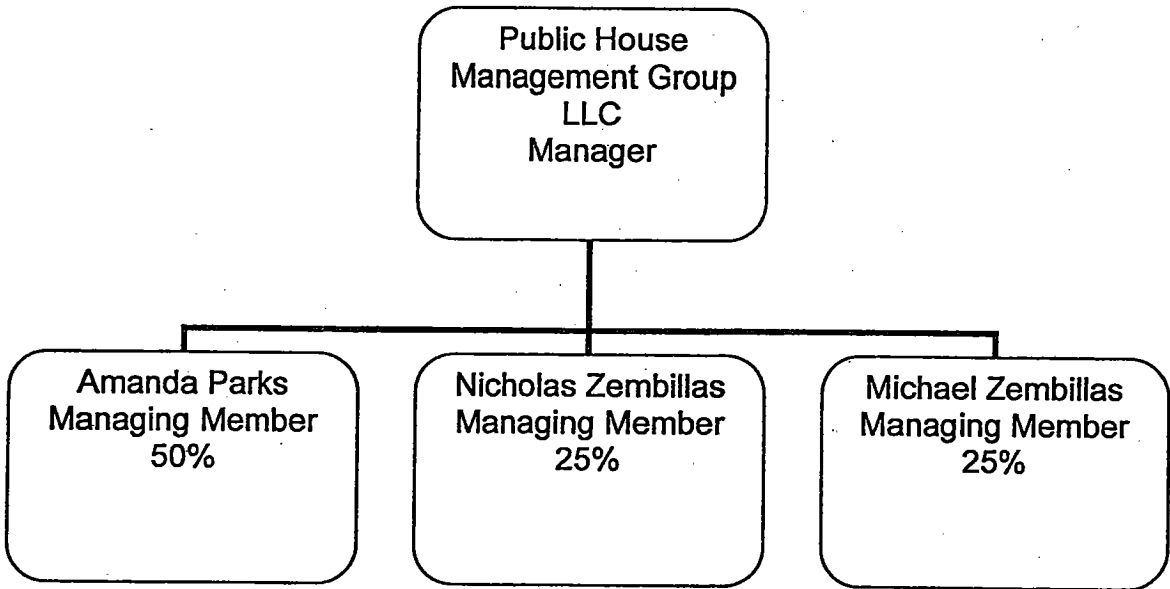 Public House
Management Group
LLC
Manager
Amanda Parks
Managing Member
50%
Nicholas Zembillas
Managing Member
25%
Michael Zembillas
Managing Member
25%